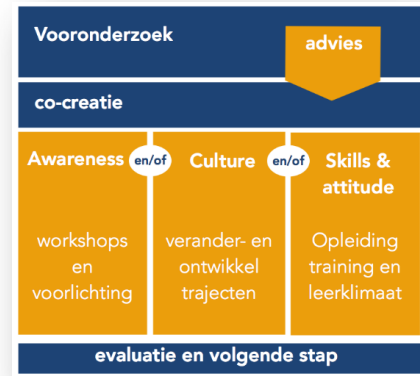 Vooronderzoek
advies
co-creatie
Awareness en/of Culture en/of Skills &
attitude
workshops
en
voorlichting
verander- en
ontwikkel
trajecten
Opleiding
training en
leerklimaat
evaluatie en volgende stap